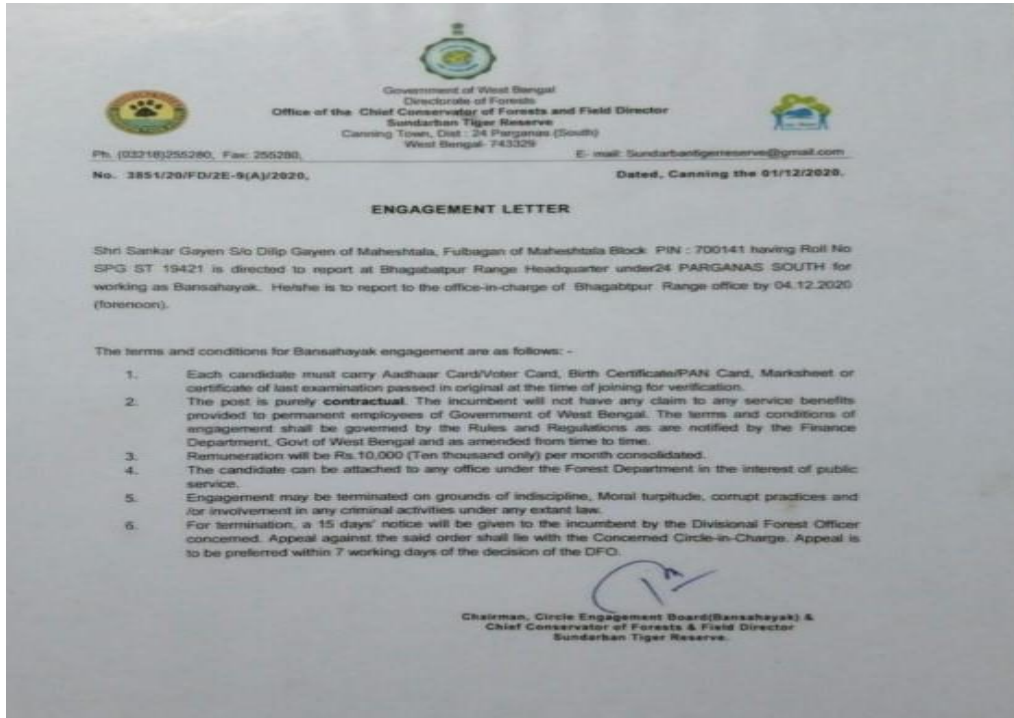 Government of West Bengal
Directorate of Forests
Office of the Chief Conservator of Forests and Field Director
Sundarban Tiger Reserve
Canning Town, Dist : 24 Parganas (South)
West Bengal- 743329
Ph. (03218)255280, Fax: 255280, E- mail: Sundarbantigerreserve@gmail.com
No. 3851/20/FD/2E-9(A)/2020, Dated, Canning the 01/12/2020.
ENGAGEMENT LETTER
Shri Sankar Gayen S/o Dilip Gayen of Maheshtala, Fulbagan of Maheshtala Block PIN : 700141 having Roll No
SPG ST 19421 is directed to report at Bhagabatpur Range Headquarter under24 PARGANAS SOUTH for
working as Bansahayak. He/she is to report to the office-in-charge of Bhagabtpur Range office by 04.12.2020
(forenoon).
The terms and conditions for Bansahayak engagement are as follows: -
1. Each candidate must carry Aadhaar Card/Voter Card, Birth Certificate/PAN Card, Marksheet or
certificate of last examination passed in original at the time of joining for verification.
2. The post is purely contractual. The incumbent will not have any claim to any service benefits
provided to permanent employees of Government of West Bengal. The terms and conditions of
engagement shall be governed by the Rules and Regulations as are notified by the Finance
Department, Govt of West Bengal and as amended from time to time.
3. Remuneration will be Rs.10,000 (Ten thousand only) per month consolidated.
4. The candidate can be attached to any office under the Forest Department in the interest of public
service.
5. Engagement may be terminated on grounds of indiscipline, Moral turpitude, corrupt practices and
/or involvement in any criminal activities under any extant law.
6. For termination, a 15 days' notice will be given to the incumbent by the Divisional Forest Officer
concerned. Appeal against the said order shall lie with the Concerned Circle-in-Charge. Appeal is
to be preferred within 7 working days of the decision of the DFO.
Chairman, Circle Engagement Board(Bansahayak) &
Chief Conservator of Forests & Field Director
Sundarban Tiger Reserve.